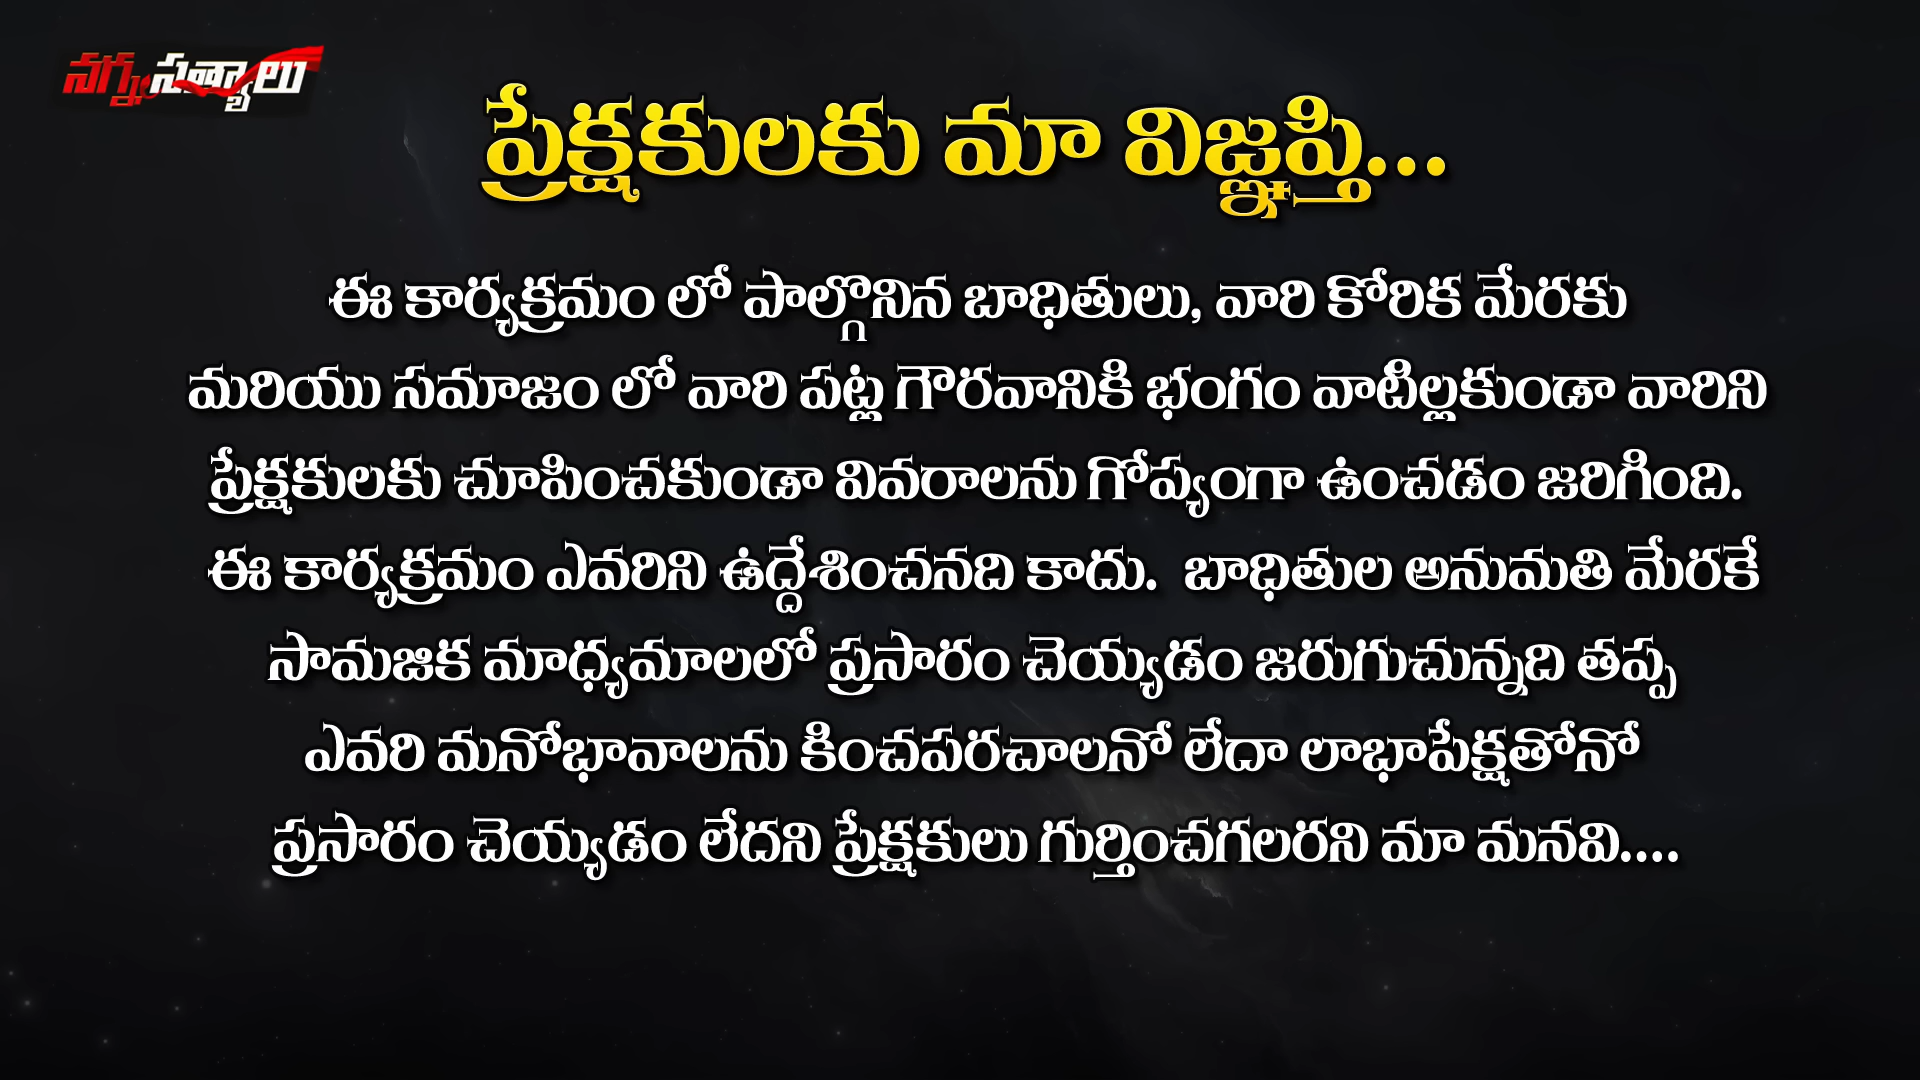 నగ్నసత్యాలు
ప్రేక్షకులకు మా విజ్ఞప్తి...
ఈ కార్యక్రమం లో పాల్గొనిన బాధితులు, వారి కోరిక మేరకు
మరియు సమాజం లో వారి పట్ల గౌరవానికి భంగం వాటిల్లకుండా వారిని
ప్రేక్షకులకు చూపించకుండా వివరాలను గోప్యంగా ఉంచడం జరిగింది.
ఈ కార్యక్రమం ఎవరిని ఉద్దేశించనది కాదు. బాధితుల అనుమతి మేరకే
సామజిక మాధ్యమాలలో ప్రసారం చెయ్యడం జరుగుచున్నది తప్ప
ఎవరి మనోభావాలను కించపరచాలనో లేదా లాభాపేక్షతోనో
ప్రసారం చెయ్యడం లేదని ప్రేక్షకులు గుర్తించగలరని మా మనవి....